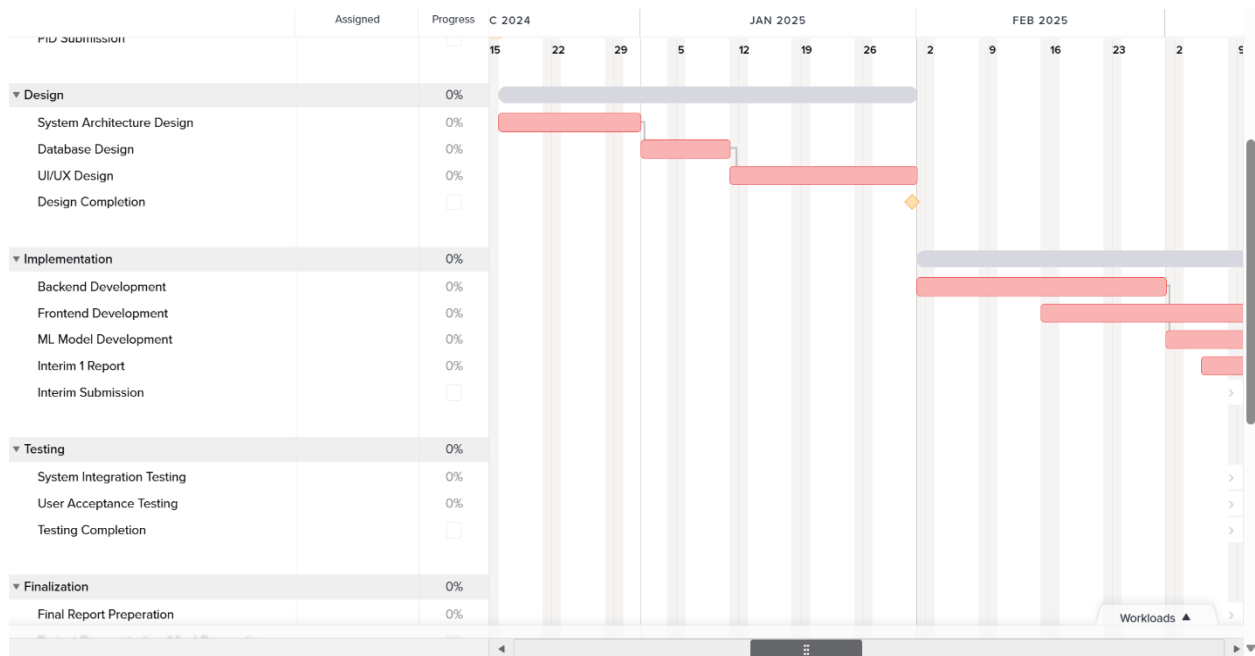 Assigned Progress C 2024 JAN 2025 FEB 2025
PID Submission
15 22 29 5 12 19 26 2 9 16 23 2 9
Design 0%
System Architecture Design 0%
Database Design 0%
UI/UX Design 0%
Design Completion
Implementation 0%
Backend Development 0%
Frontend Development 0%
ML Model Development 0%
Interim 1 Report 0%
Interim Submission
Testing 0%
System Integration Testing 0%
User Acceptance Testing 0%
Testing Completion
Finalization 0%
Final Report Preperation
Workloads